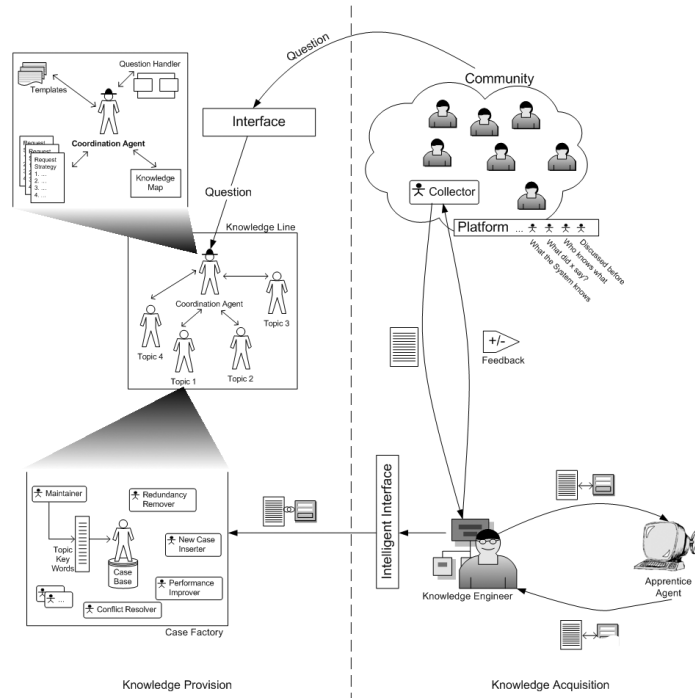 Question
Community
Question Handler
Templates
Coordination Agent
Request
Request
Request
Strategy
1. ...
2. ...
3. ...
4. ...
Knowledge
Map
Interface
Question
Collector
Platform ...
What the System knows
What did x say?
Who knows what
Discussed before
Knowledge Line
Coordination Agent
Topic 3
Topic 4
Topic 2
Topic 1
+/-
Feedback
Maintainer
Redundancy
Remover
Topic
Key
Words
Case
Base
New Case
Inserter
Performance
Improver
...
Conflict Resolver
Case Factory
Intelligent Interface
Knowledge Engineer
Apprentice
Agent
Knowledge Provision
Knowledge Acquisition